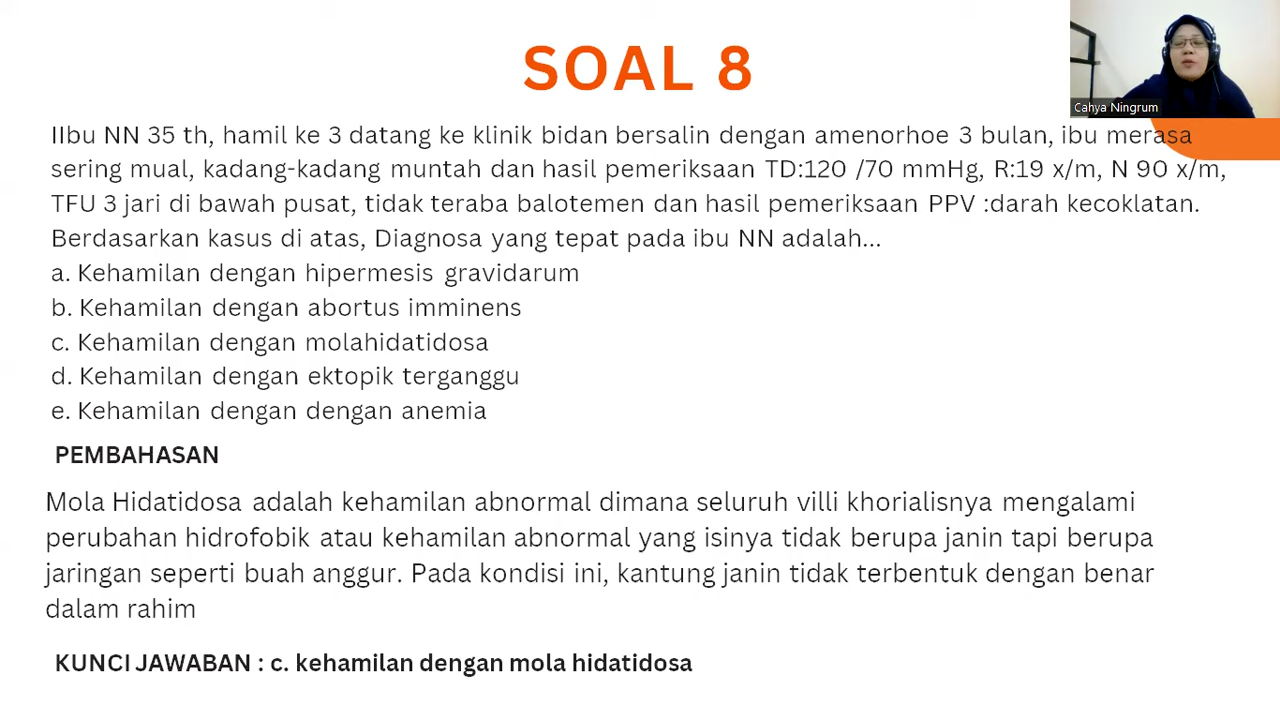 SOAL 8
Cahya Ningrum
IIbu NN 35 th, hamil ke 3 datang ke klinik bidan bersalin dengan amenorhoe 3 bulan, ibu merasa
sering mual, kadang-kadang muntah dan hasil pemeriksaan TD:120 /70 mmHg, R:19 x/m, N 90 x/m,
TFU 3 jari di bawah pusat, tidak teraba balotemen dan hasil pemeriksaan PPV :darah kecoklatan.
Berdasarkan kasus di atas, Diagnosa yang tepat pada ibu NN adalah...
a. Kehamilan dengan hipermesis gravidarum
b. Kehamilan dengan abortus imminens
c. Kehamilan dengan molahidatidosa
d. Kehamilan dengan ektopik terganggu
e. Kehamilan dengan dengan anemia
PEMBAHASAN
Mola Hidatidosa adalah kehamilan abnormal dimana seluruh villi khorialisnya mengalami
perubahan hidrofobik atau kehamilan abnormal yang isinya tidak berupa janin tapi berupa
jaringan seperti buah anggur. Pada kondisi ini, kantung janin tidak terbentuk dengan benar
dalam rahim
KUNCI JAWABAN : c. kehamilan dengan mola hidatidosa